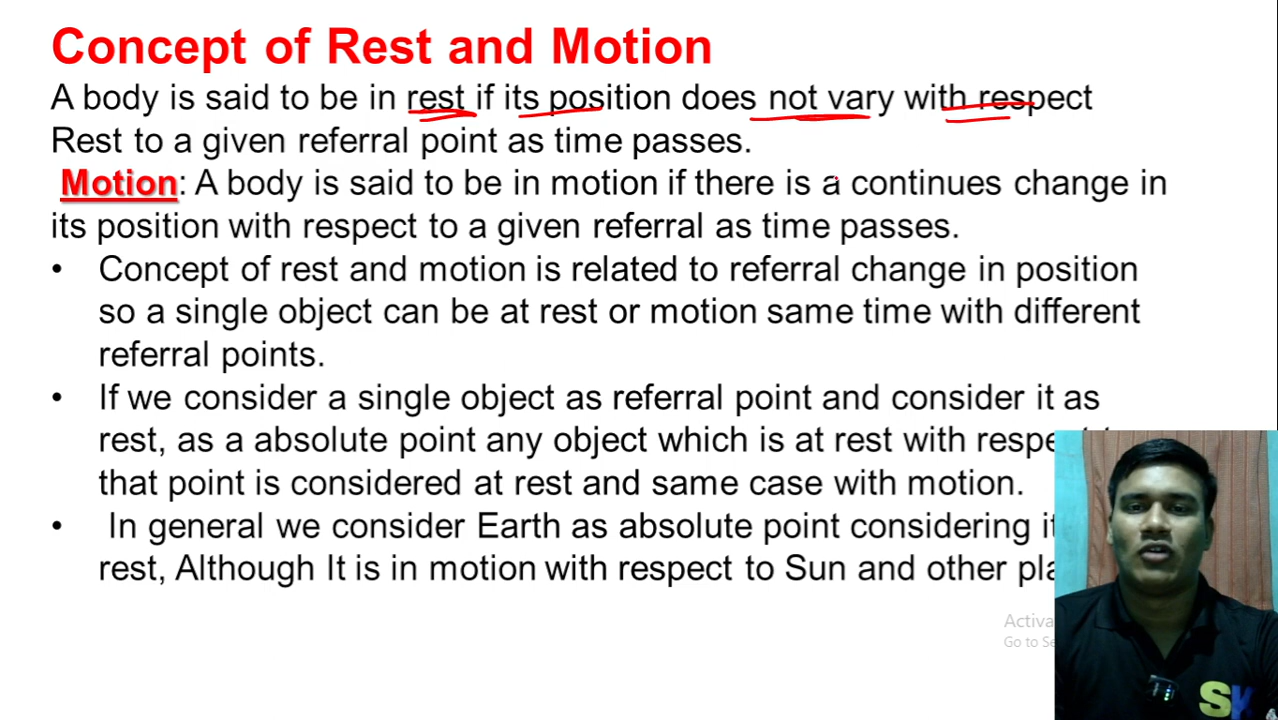 Concept of Rest and Motion
A body is said to be in rest if its position does not vary with respect
Rest to a given referral point as time passes.
Motion: A body is said to be in motion if there is a continues change in
its position with respect to a given referral as time passes.
• Concept of rest and motion is related to referral change in position
so a single object can be at rest or motion same time with different
referral points.
• If we consider a single object as referral point and consider it as
rest, as a absolute point any object which is at rest with
that point is considered at rest and same case with motion.
• In general we consider Earth as absolute point considering
rest, Although It is in motion with respect to Sun and other
Go to